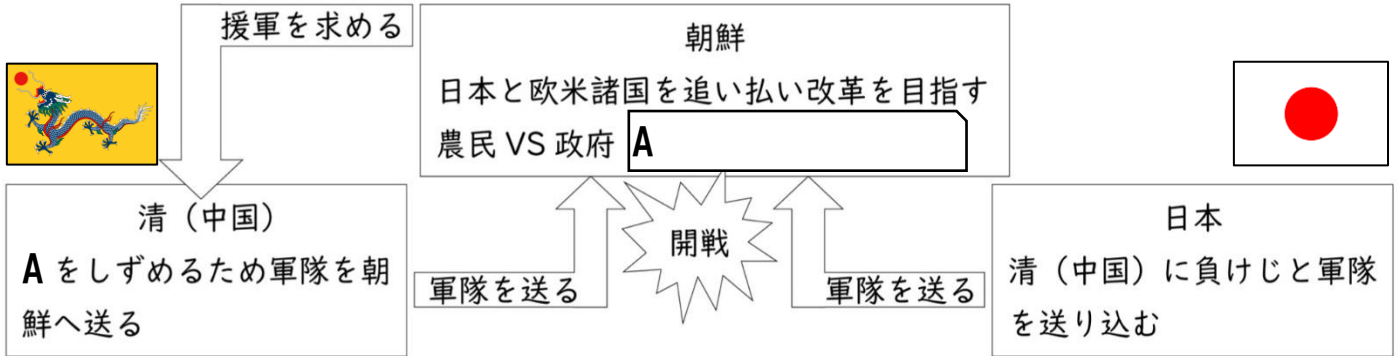 援軍を求める
朝鮮
日本と欧米諸国を追い払い改革を目指す
農民 VS 政府 A
清（中国）
Aをしずめるため軍隊を朝
鮮へ送る
軍隊を送る
開戦
軍隊を送る
日本
清（中国）に負けじと軍隊
を送り込む